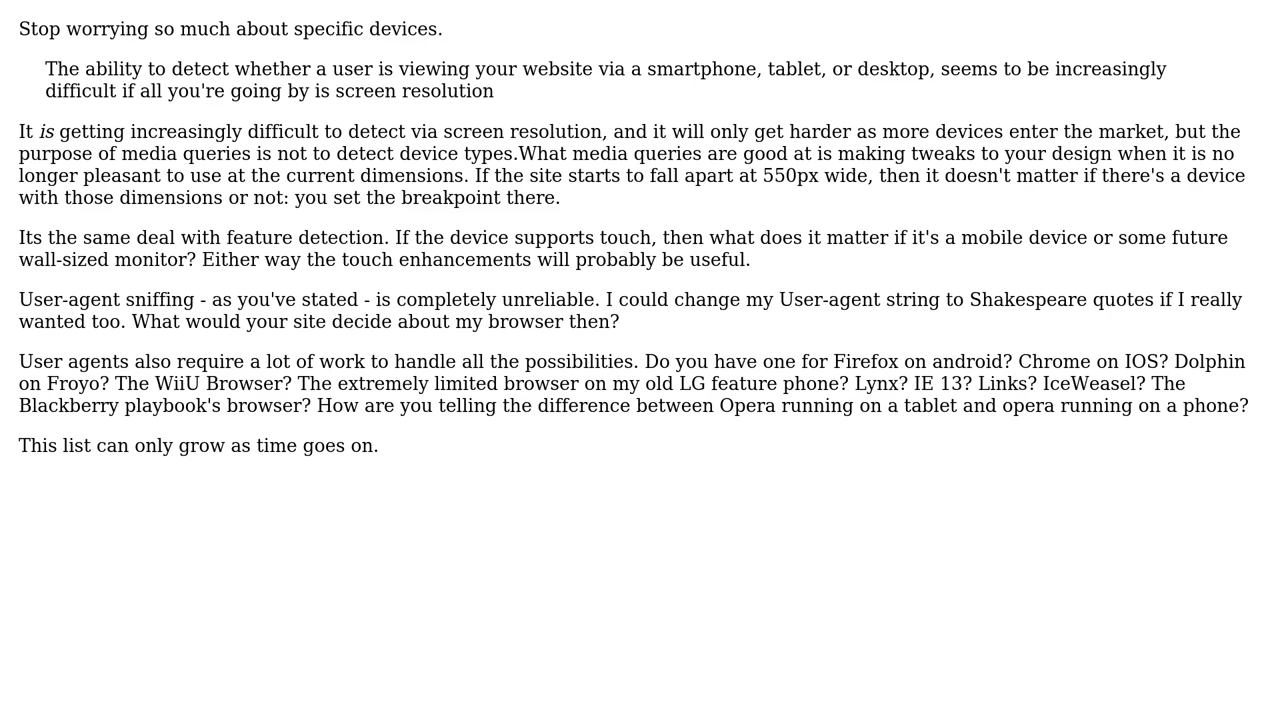 Stop worrying so much about specific devices.
The ability to detect whether a user is viewing your website via a smartphone, tablet, or desktop, seems to be increasingly
difficult if all you're going by is screen resolution
It is getting increasingly difficult to detect via screen resolution, and it will only get harder as more devices enter the market, but the
purpose of media queries is not to detect device types.What media queries are good at is making tweaks to your design when it is no
longer pleasant to use at the current dimensions. If the site starts to fall apart at 550px wide, then it doesn't matter if there's a device
with those dimensions or not: you set the breakpoint there.
Its the same deal with feature detection. If the device supports touch, then what does it matter if it's a mobile device or some future
wall-sized monitor? Either way the touch enhancements will probably be useful.
User-agent sniffing - as you've stated - is completely unreliable. I could change my User-agent string to Shakespeare quotes if I really
wanted too. What would your site decide about my browser then?
User agents also require a lot of work to handle all the possibilities. Do you have one for Firefox on android? Chrome on IOS? Dolphin
on Froyo? The WiiU Browser? The extremely limited browser on my old LG feature phone? Lynx? IE 13? Links? IceWeasel? The
Blackberry playbook's browser? How are you telling the difference between Opera running on a tablet and opera running on a phone?
This list can only grow as time goes on.